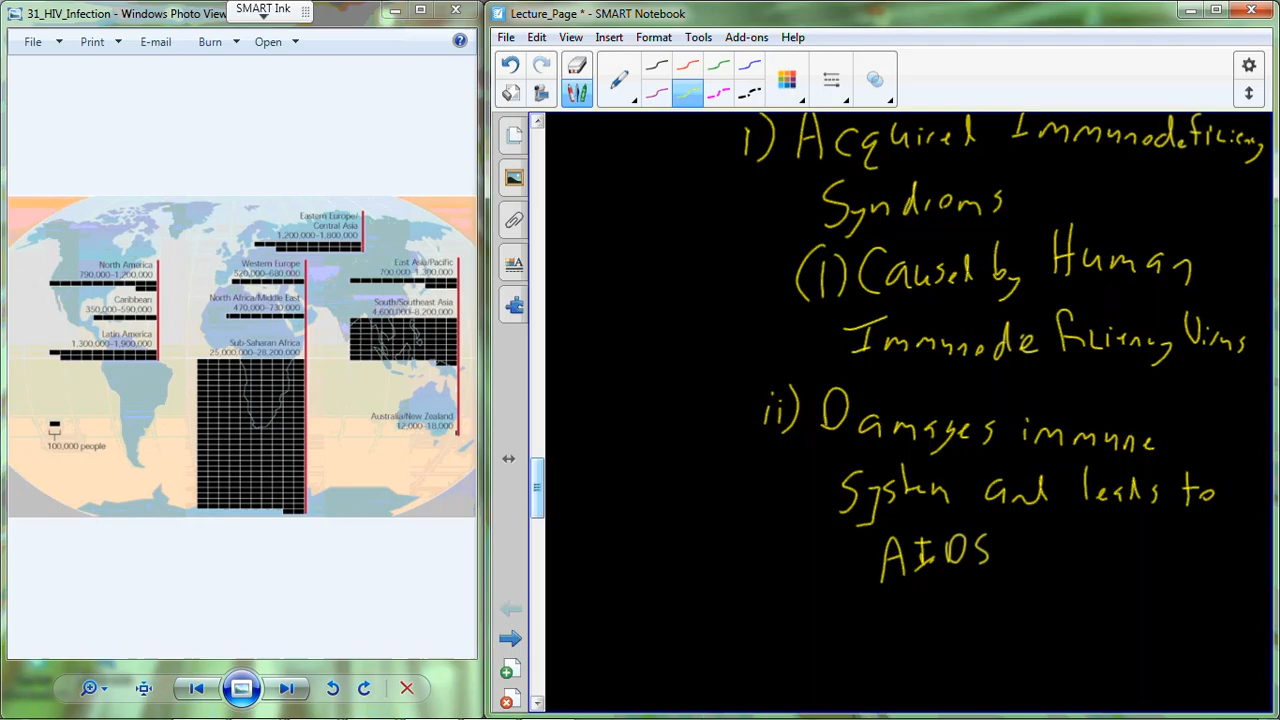 31_HIV_Infection - Windows Photo View
SMART Ink
File Print E-mail Burn Open
Eastern Europe/
Central Asia
1,200,000–1,800,000
North America
790,000–1,200,000
Western Europe
520,000–680,000
East Asia/Pacific
700,000–1,300,000
Caribbean
350,000–590,000
North Africa/Middle East
470,000–730,000
South/Southeast Asia
4,600,000–8,200,000
Latin America
1,300,000–1,900,000
Sub-Saharan Africa
25,000,000–28,200,000
Australia/New Zealand
12,000–18,000
100,000 people
Lecture_Page * - SMART Notebook
File Edit View Insert Format Tools Add-ons Help
i) Acquired Immunodeficiency
Syndroms
(1) Caused by Human
Immunodeficiency Virus
ii) Damages immune
System and leads to
AIDS